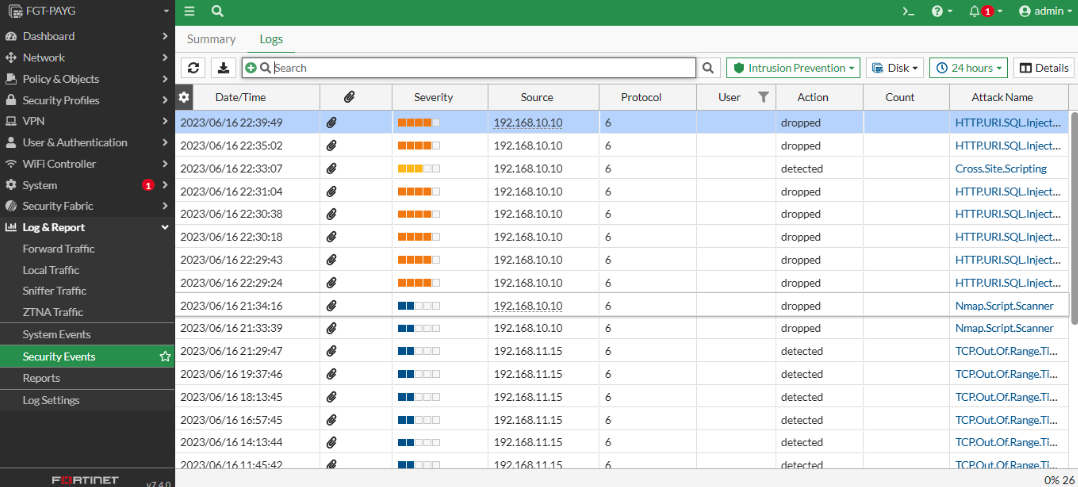 FGT-PAYG
admin
1
Dashboard
Network
Policy & Objects
Security Profiles
VPN
User & Authentication
WiFi Controller
System 1
Security Fabric
Log & Report
Forward Traffic
Local Traffic
Sniffer Traffic
ZTNA Traffic
System Events
Security Events
Reports
Log Settings
FORTINET v7.4.0
Summary Logs
Search Intrusion Prevention Disk 24 hours Details
Date/Time Severity Source Protocol User Action Count Attack Name
2023/06/16 22:39:49 192.168.10.10 6 dropped HTTP.URI.SQL.Inject...
2023/06/16 22:35:02 192.168.10.10 6 dropped HTTP.URI.SQL.Inject...
2023/06/16 22:33:07 192.168.10.10 6 detected Cross.Site.Scripting
2023/06/16 22:31:04 192.168.10.10 6 dropped HTTP.URI.SQL.Inject...
2023/06/16 22:30:38 192.168.10.10 6 dropped HTTP.URI.SQL.Inject...
2023/06/16 22:30:18 192.168.10.10 6 dropped HTTP.URI.SQL.Inject...
2023/06/16 22:29:43 192.168.10.10 6 dropped HTTP.URI.SQL.Inject...
2023/06/16 22:29:24 192.168.10.10 6 dropped HTTP.URI.SQL.Inject...
2023/06/16 21:34:16 192.168.10.10 6 dropped Nmap.Script.Scanner
2023/06/16 21:33:39 192.168.10.10 6 dropped Nmap.Script.Scanner
2023/06/16 21:29:47 192.168.11.15 6 detected TCP.Out.Of.Range.Ti...
2023/06/16 19:37:46 192.168.11.15 6 detected TCP.Out.Of.Range.Ti...
2023/06/16 18:13:45 192.168.11.15 6 detected TCP.Out.Of.Range.Ti...
2023/06/16 16:57:45 192.168.11.15 6 detected TCP.Out.Of.Range.Ti...
2023/06/16 14:13:44 192.168.11.15 6 detected TCP.Out.Of.Range.Ti...
2023/06/16 11:45:42 192.168.11.15 6 detected TCP.Out.Of.Range.Ti...
0% 26